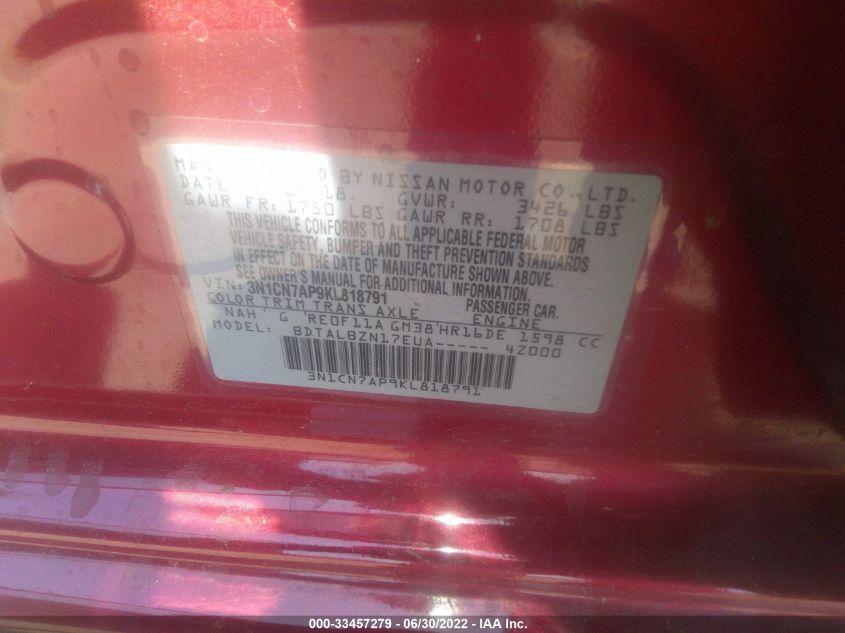 BY NISSAN MOTOR CO., LTD.
DATE 18. GVWR: 3426 LBS
GAWR FR: 1750 LBS GAWR RR: 1708 LBS
THIS VEHICLE CONFORMS TO ALL APPLICABLE FEDERAL MOTOR
VEHICLE SAFETY, BUMPER AND THEFT PREVENTION STANDARDS
IN EFFECT ON THE DATE OF MANUFACTURE SHOWN ABOVE.
SEE OWNER'S MANUAL FOR ADDITIONAL INFORMATION.
VIN: 3N1CN7AP9KL818791 PASSENGER CAR.
COLOR TRIM TRANS AXLE ENGINE
NAH G RE0F11A GM38 HR16DE 1598 CC
MODEL: BDTALBZN17EUA----- 4Z000
3N1CN7AP9KL818791
000-33457279 - 06/30/2022 - IAA Inc.